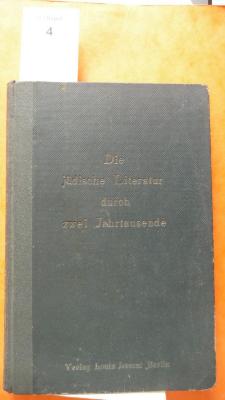 4
Die
jüdische Literatur
durch
zwei Jahrtausende
Verlag Louis Lamm, Berlin